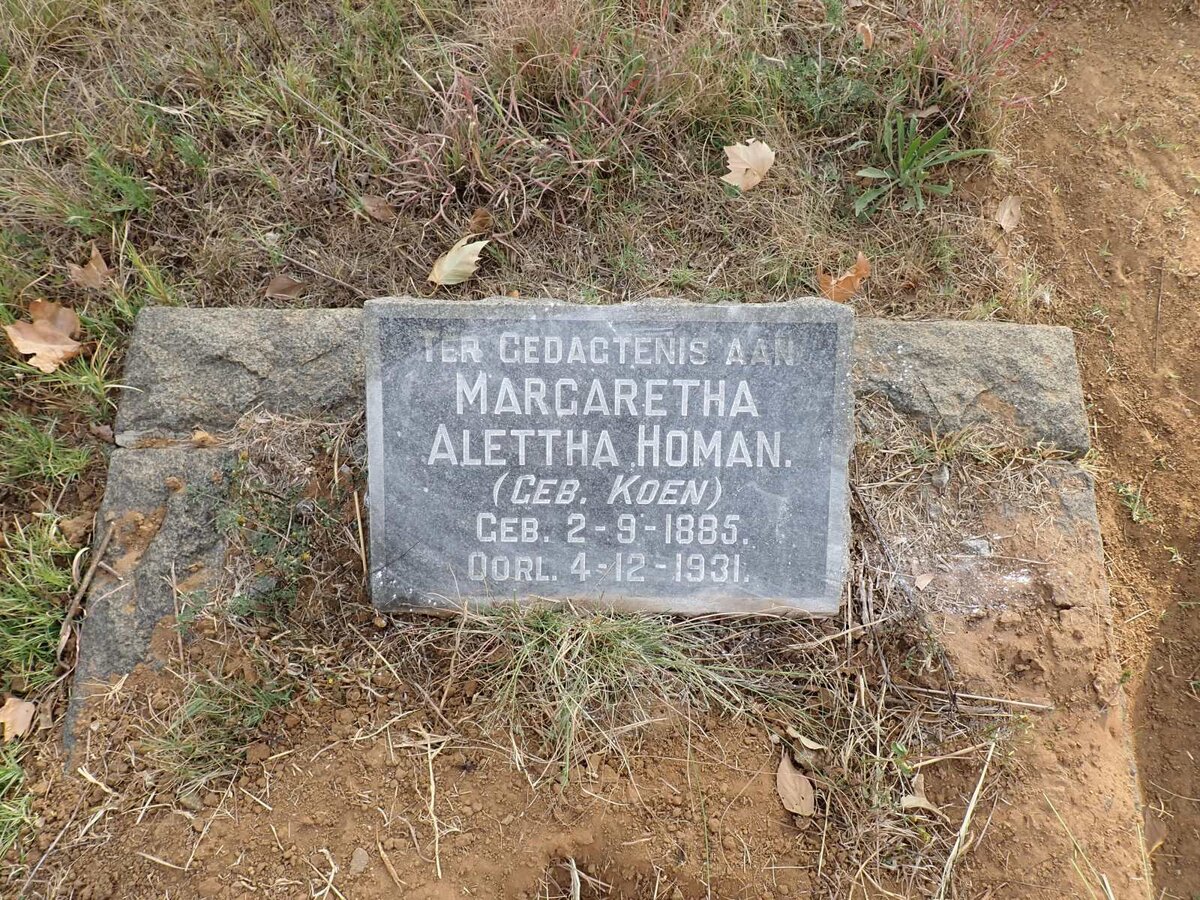 TER GEDAGTENIS AAN
MARGARETHA
ALETTHA HOMAN.
(GEB. KOEN)
GEB. 2-9-1885.
OORL. 4-12-1931.